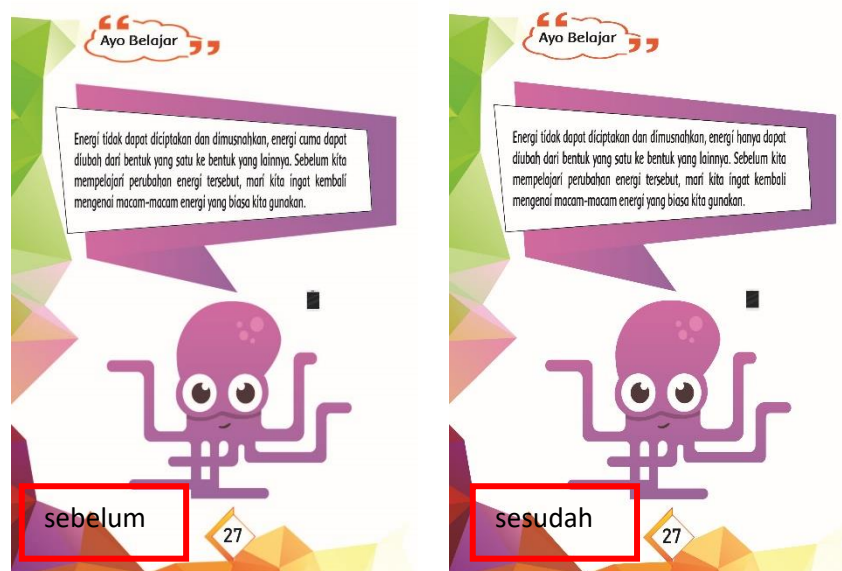 Ayo Belajar
Energi tidak dapat diciptakan dan dimusnahkan, energi cuma dapat
diubah dari bentuk yang satu ke bentuk yang lainnya. Sebelum kita
mempelajari perubahan energi tersebut, mari kita ingat kembali
mengenai macam-macam energi yang biasa kita gunakan.
sebelum
27
Ayo Belajar
Energi tidak dapat diciptakan dan dimusnahkan, energi hanya dapat
diubah dari bentuk yang satu ke bentuk yang lainnya. Sebelum kita
mempelajari perubahan energi tersebut, mari kita ingat kembali
mengenai macam-macam energi yang biasa kita gunakan.
sesudah
27